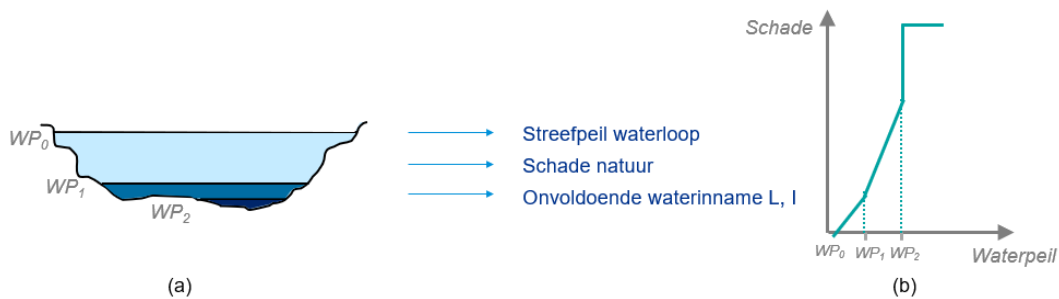 WP0
WP1
WP2
(a)
Streefpeil waterloop
Schade natuur
Onvoldoende waterinname L, I
Schade
WP0
WP1
WP2
Waterpeil
(b)